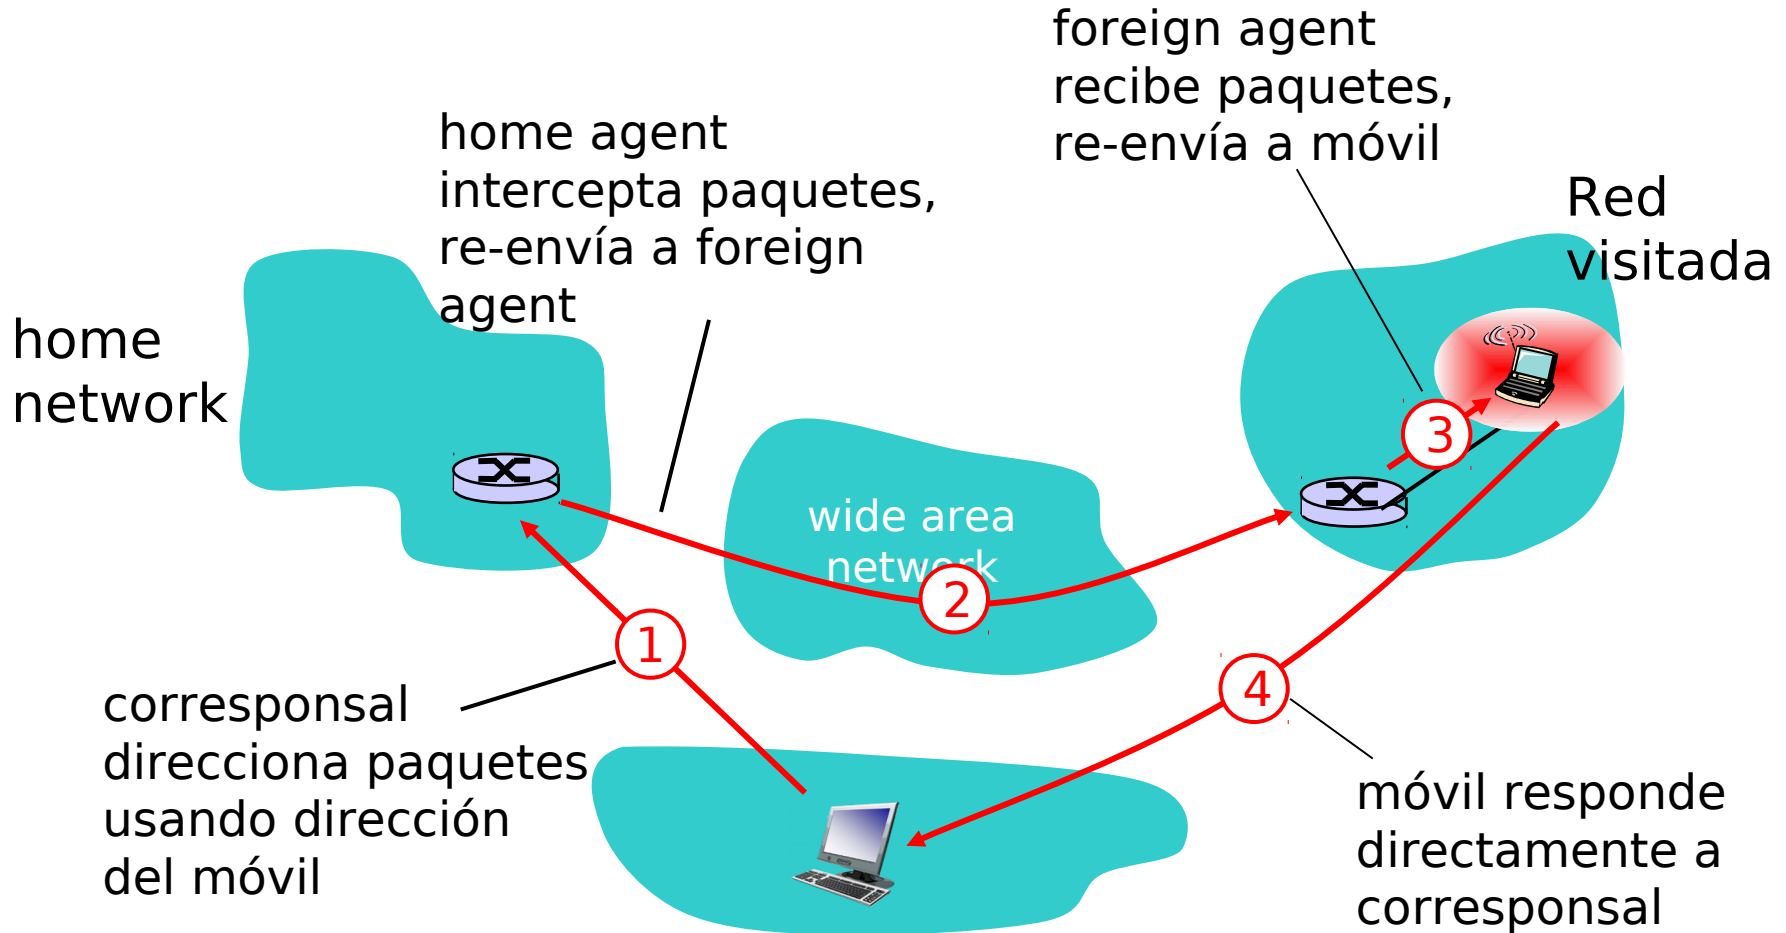 foreign agent
recibe paquetes,
re-envía a móvil
home agent
intercepta paquetes,
re-envía a foreign
agent
Red
visitada
home
network
3
wide area
network
2
1
4
corresponsal
direcciona paquetes
usando dirección
del móvil
móvil responde
directamente a
corresponsal